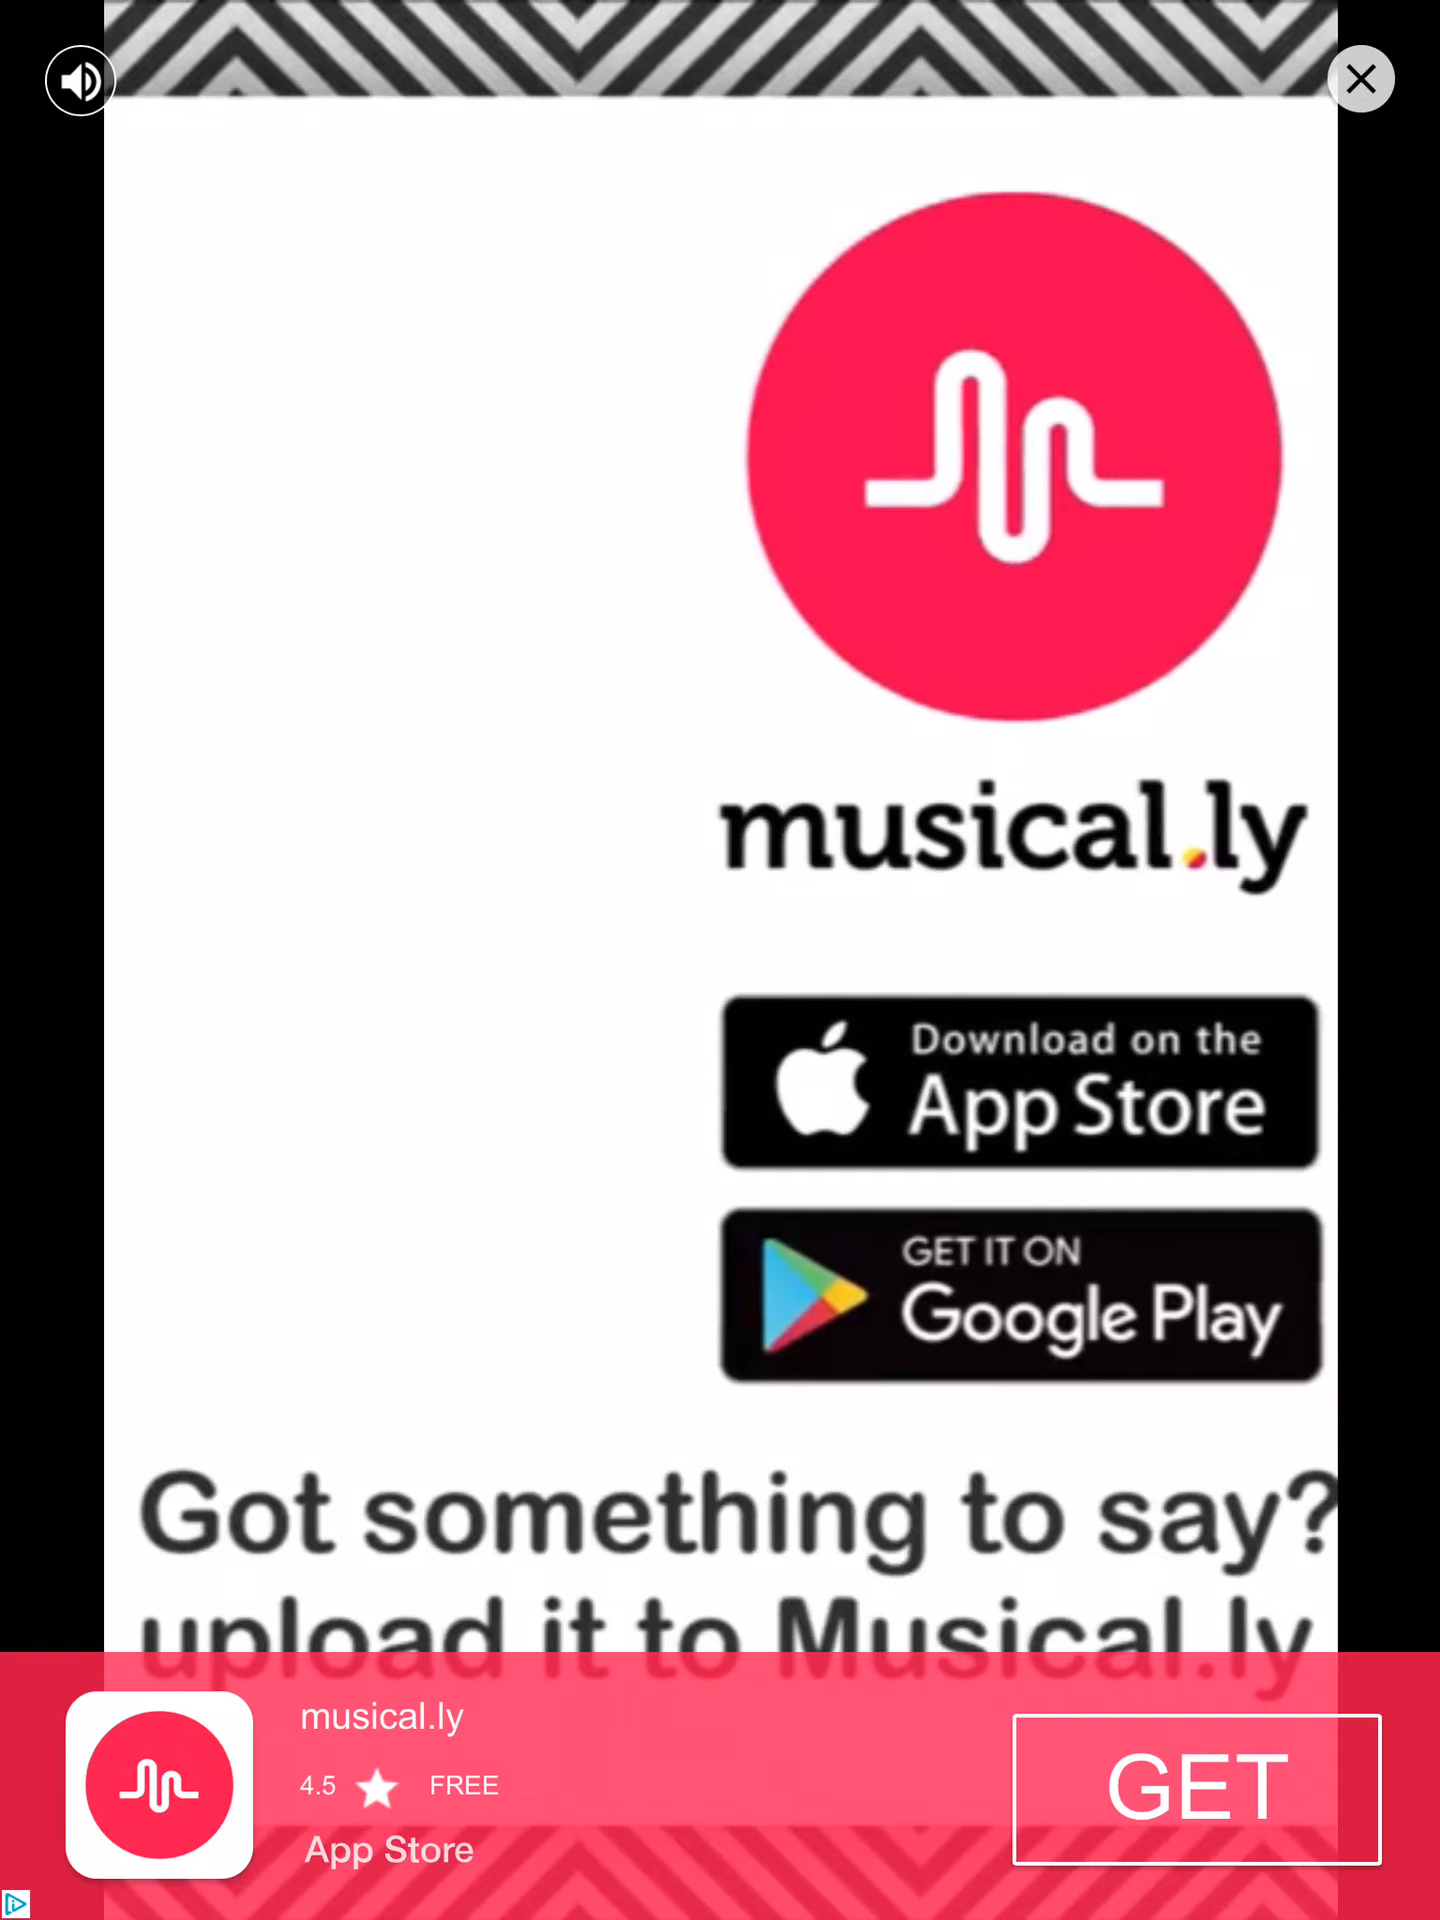 musical.ly
Download on the
App Store
GET IT ON
Google Play
Got something to say?
upload it to Musical.ly
musical.ly
4.5 FREE
App Store
GET